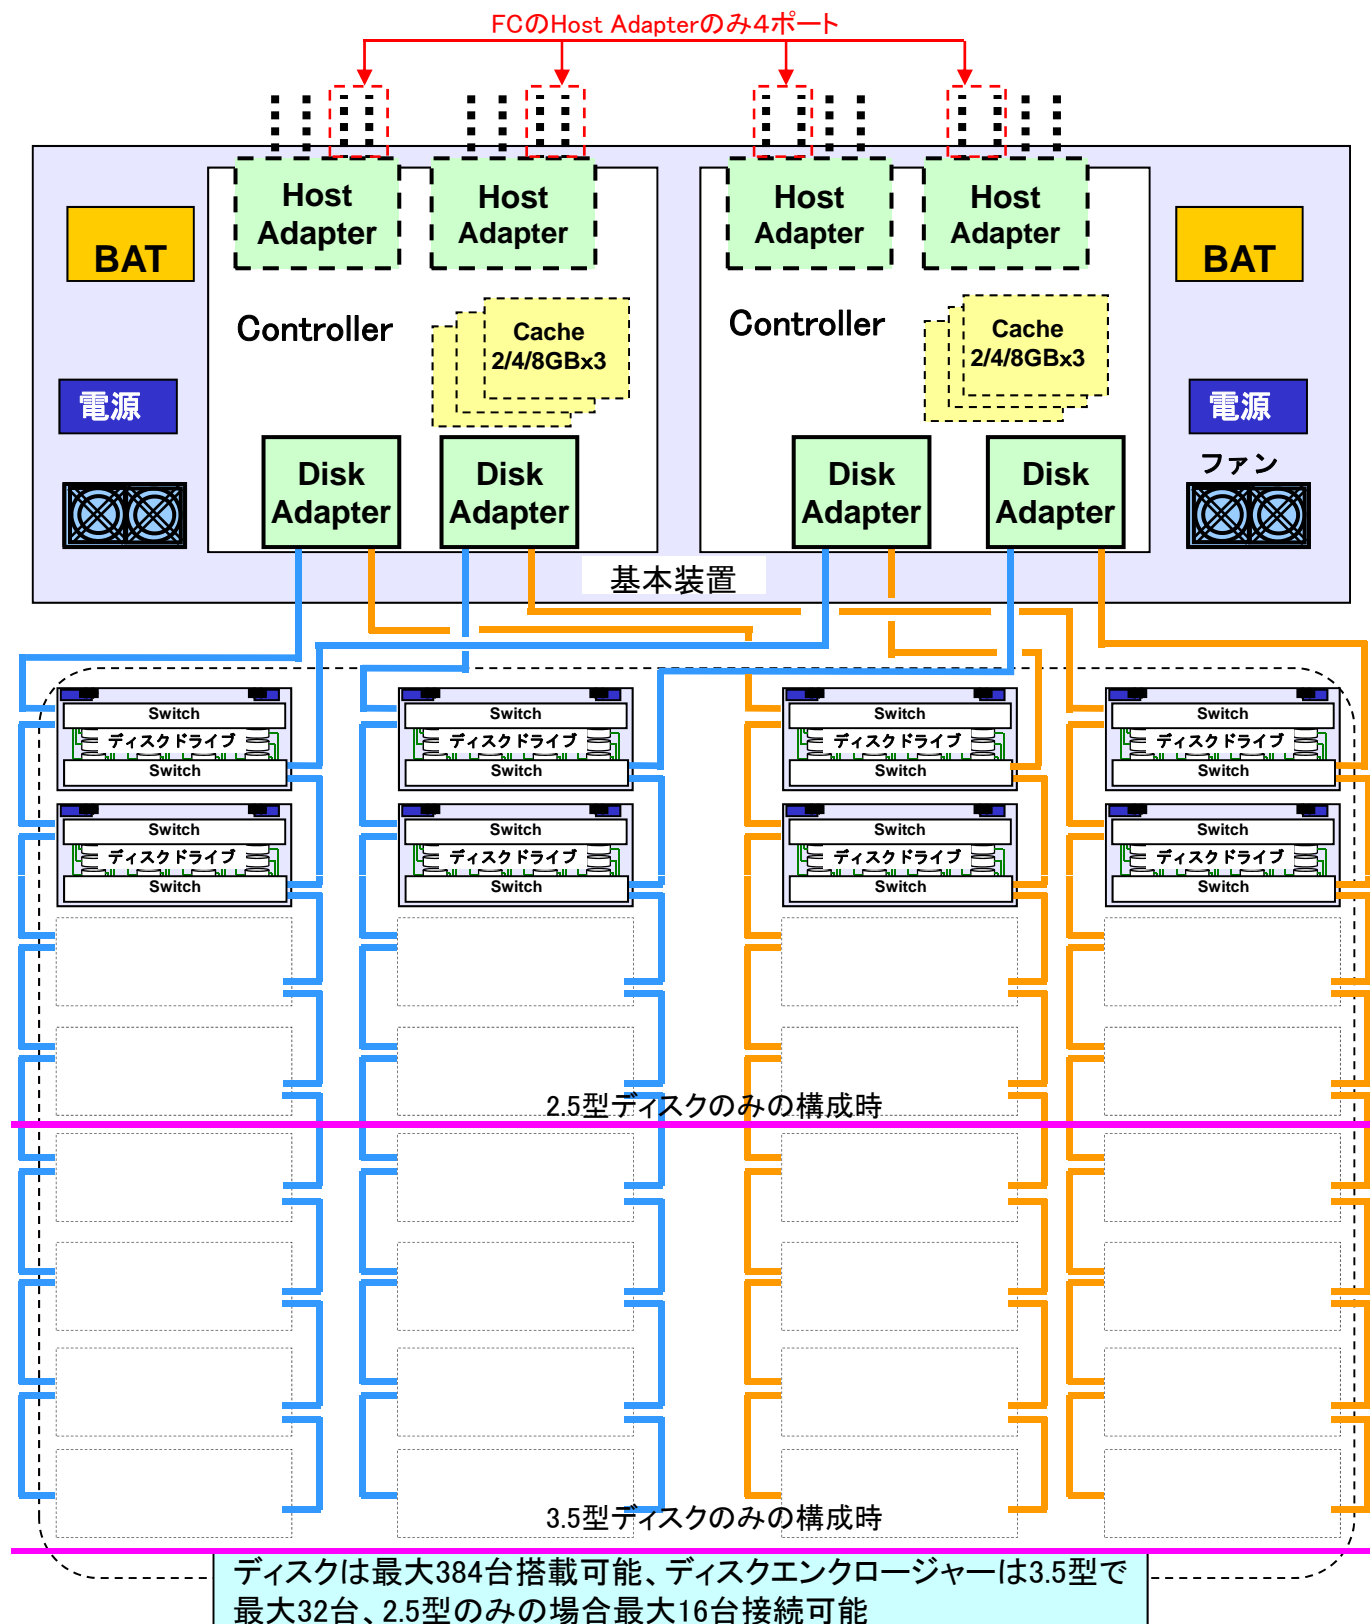 FCのHost Adapterのみ4ポート
Host
Adapter
Host
Adapter
Host
Adapter
Host
Adapter
BAT
BAT
Controller
Cache
2/4/8GBx3
Controller
Cache
2/4/8GBx3
電源
電源
ファン
Disk
Adapter
Disk
Adapter
Disk
Adapter
Disk
Adapter
基本装置
Switch
ディスクドライブ
Switch
Switch
ディスクドライブ
Switch
Switch
ディスクドライブ
Switch
Switch
ディスクドライブ
Switch
Switch
ディスクドライブ
Switch
Switch
ディスクドライブ
Switch
Switch
ディスクドライブ
Switch
Switch
ディスクドライブ
Switch
2.5型ディスクのみの構成時
3.5型ディスクのみの構成時
ディスクは最大384台搭載可能、ディスクエンクロージャーは3.5型で
最大32台、2.5型のみの場合最大16台接続可能